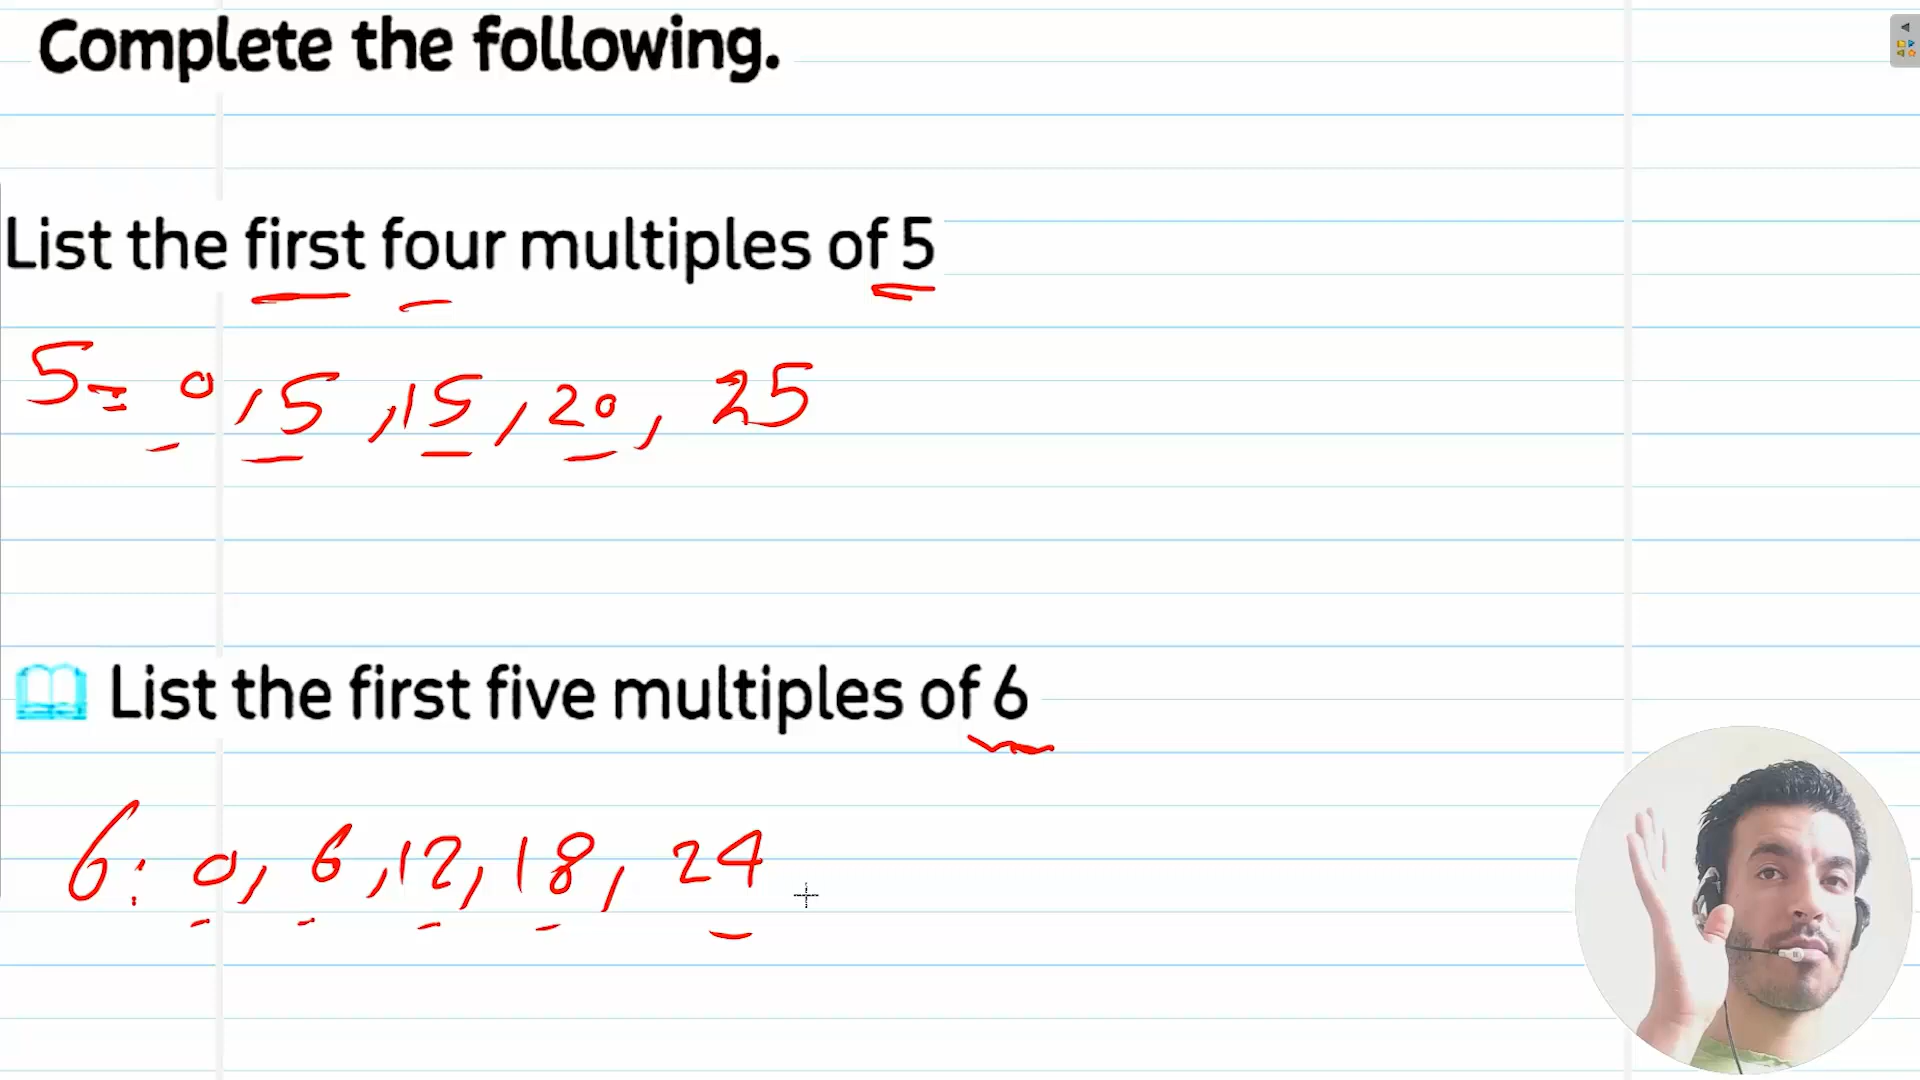 Complete the following.
List the first four multiples of 5
5= 0, 5, 15, 20, 25
List the first five multiples of 6
6: 0, 6, 12, 18, 24